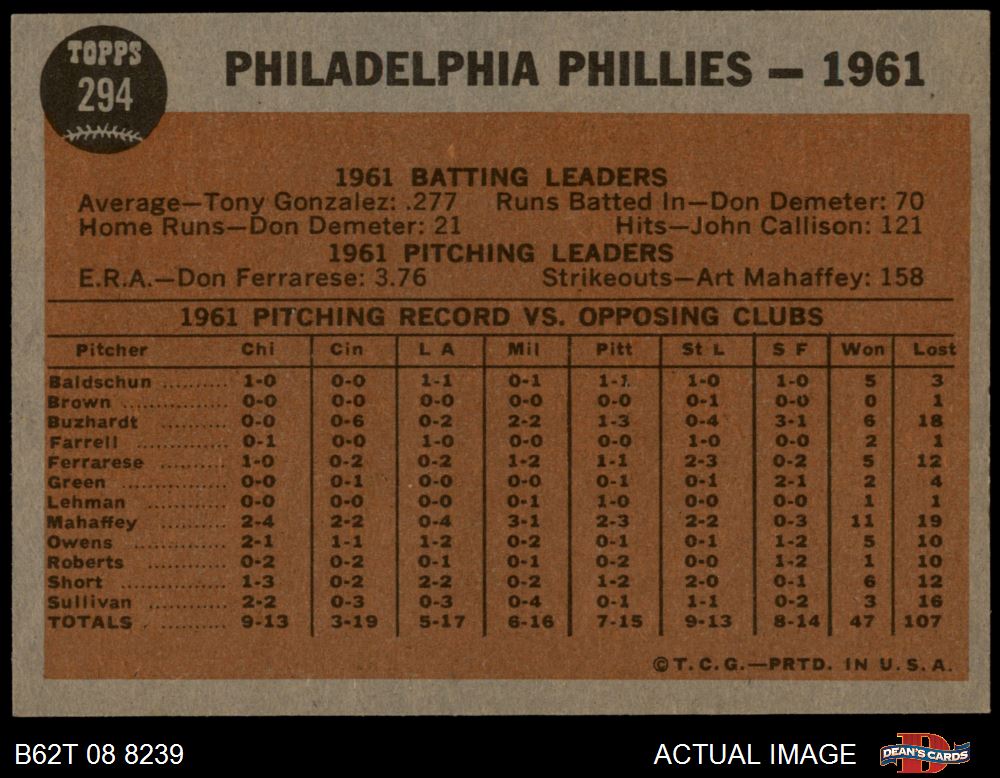 TOPPS
294
PHILADELPHIA PHILLIES — 1961
1961 BATTING LEADERS
Average—Tony Gonzalez: .277 Runs Batted In—Don Demeter: 70
Home Runs—Don Demeter: 21 Hits—John Callison: 121
1961 PITCHING LEADERS
E.R.A.—Don Ferrarese: 3.76 Strikeouts—Art Mahaffey: 158
1961 PITCHING RECORD VS. OPPOSING CLUBS
Pitcher Chi Cin L A Mil Pitt St L S F Won Lost
Baldschun .......... 1-0 0-0 1-1 0-1 1-1 1-0 1-0 5 3
Brown ............... 0-0 0-0 0-0 0-0 0-0 0-1 0-0 0 1
Buzhardt ............ 0-0 0-6 0-2 2-2 1-3 0-4 3-1 6 18
Farrell .............. 0-1 0-0 1-0 0-0 0-0 1-0 0-0 2 1
Ferrarese ........... 1-0 0-2 0-2 1-2 1-1 2-3 0-2 5 12
Green ............... 0-0 0-1 0-0 0-0 0-1 0-1 2-1 2 4
Lehman ............. 0-0 0-0 0-0 0-1 1-0 0-0 0-0 1 1
Mahaffey ........... 2-4 2-2 0-4 3-1 2-3 2-2 0-3 11 19
Owens .............. 2-1 1-1 1-2 0-2 0-1 0-1 1-2 5 10
Roberts ............. 0-2 0-2 0-1 0-1 0-2 0-0 1-2 1 10
Short ................ 1-3 0-2 2-2 0-2 1-2 2-0 0-1 6 12
Sullivan ............. 2-2 0-3 0-3 0-4 0-1 1-1 0-2 3 16
TOTALS ............. 9-13 3-19 5-17 6-16 7-15 9-13 8-14 47 107
© T.C.G.—PRTD. IN U.S.A.
B62T 08 8239 ACTUAL IMAGE DEAN'S CARDS